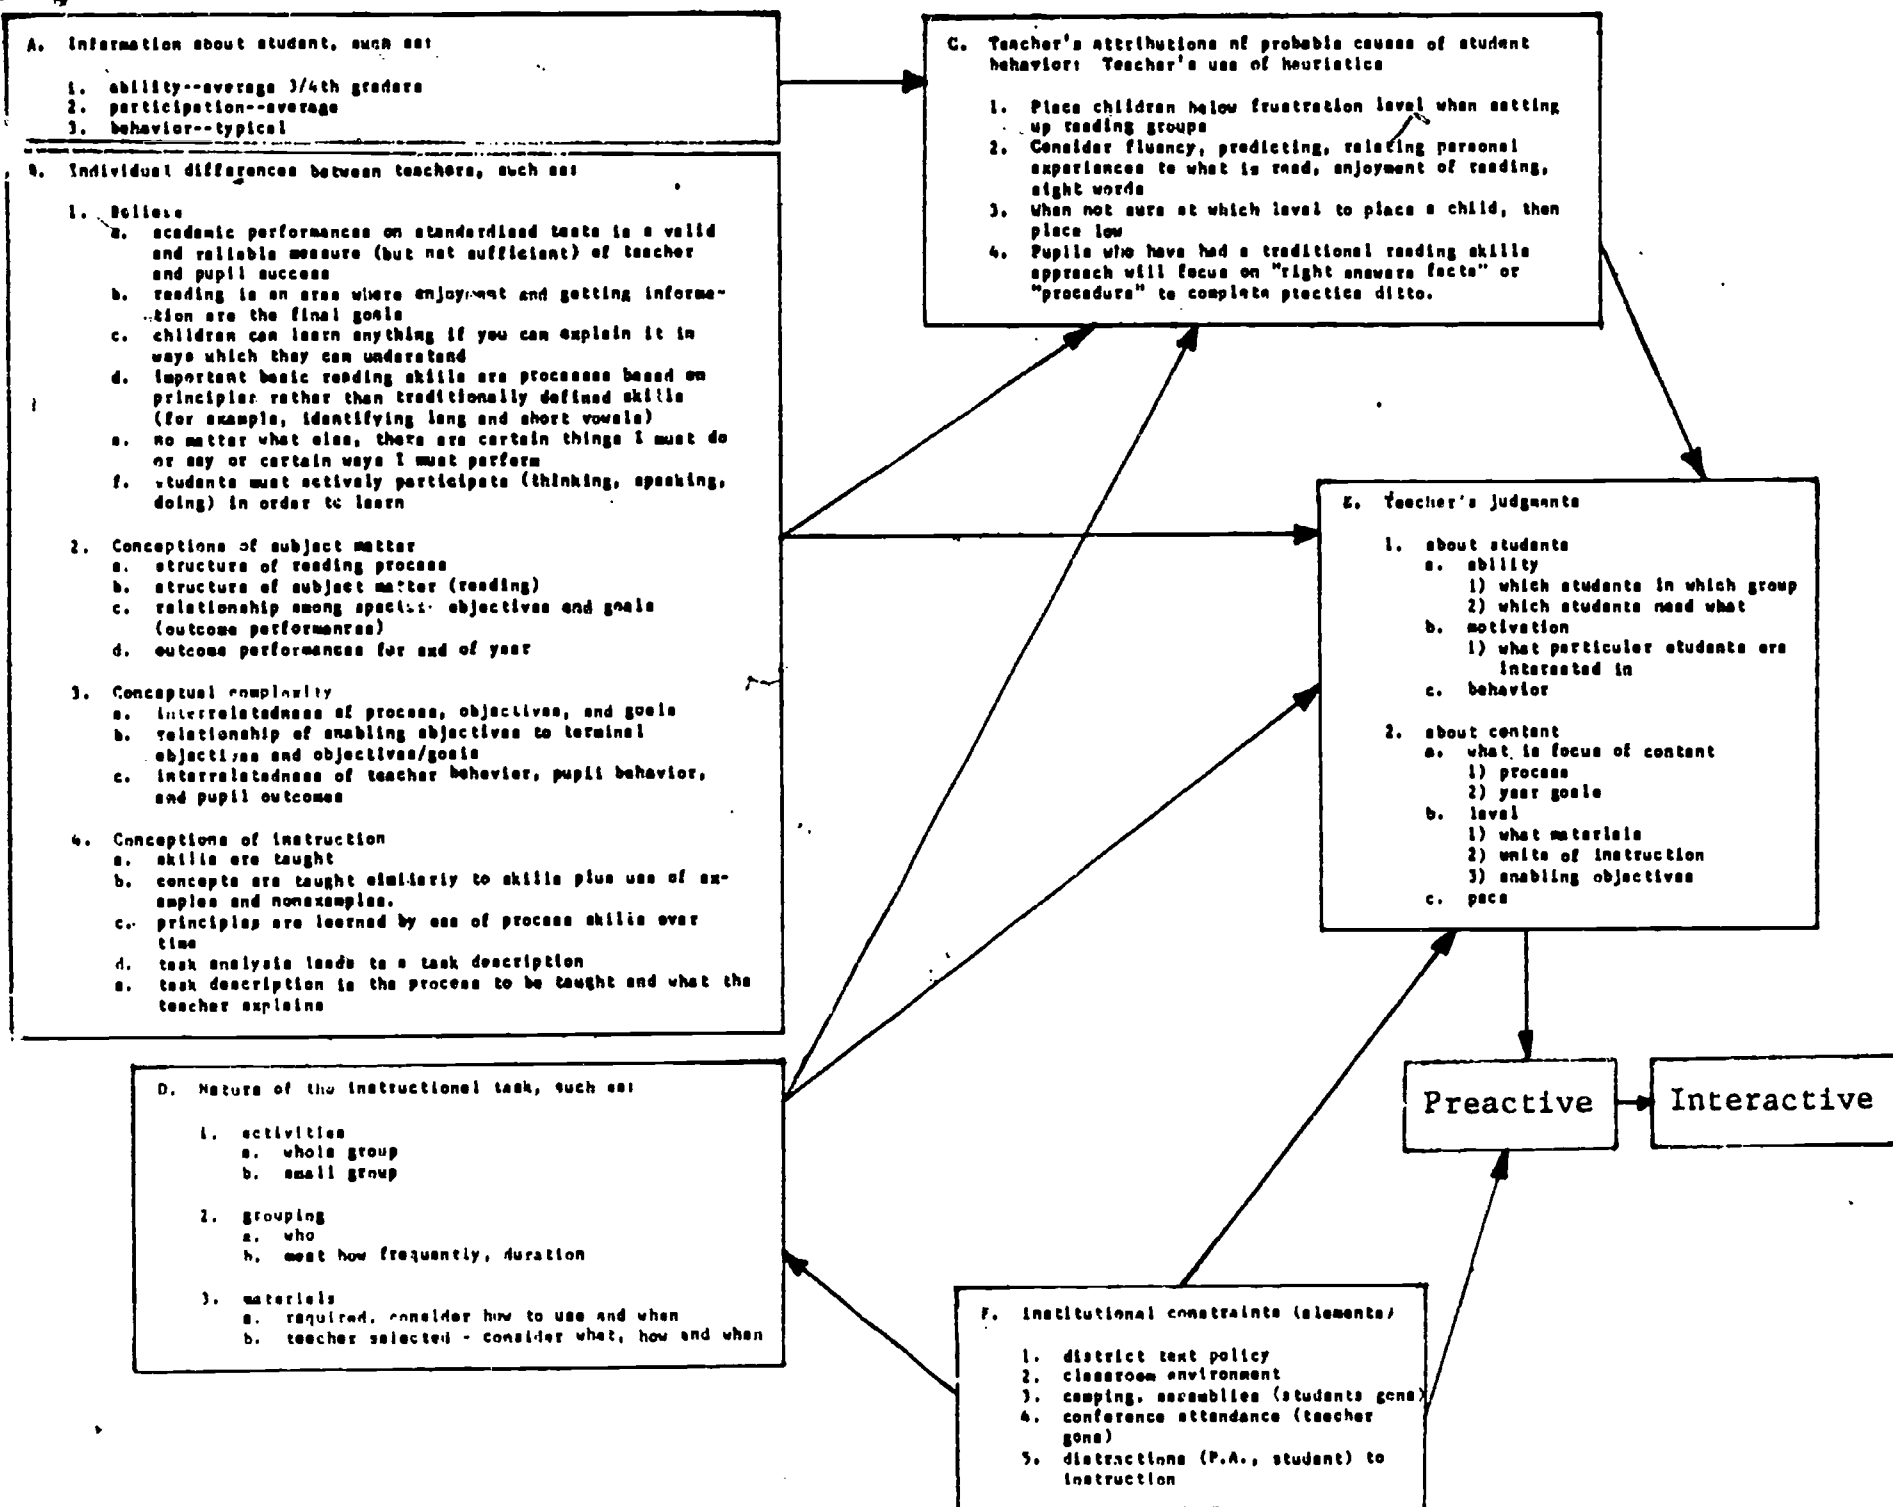 A. Information about student, such as:
1. ability--average 3/4th graders
2. participation--average
3. behavior--typical
B. Individual differences between teachers, such as:
1. Beliefs
a. academic performances on standardised tests is a valid
and reliable measure (but not sufficient) of teacher
and pupil success
b. reading is an area where enjoyment and getting informa-
tion are the final goals
c. children can learn anything if you can explain it in
ways which they can understand
d. important basic reading skills are processes based on
principles rather than traditionally defined skills
(for example, identifying long and short vowels)
e. no matter what else, there are certain things I must do
or say or certain ways I must perform
f. students must actively participate (thinking, speaking,
doing) in order to learn
2. Conceptions of subject matter
a. structure of reading process
b. structure of subject matter (reading)
c. relationship among specific objectives and goals
(outcome performances)
d. outcome performances for end of year
3. Conceptual complexity
a. interrelatedness of process, objectives, and goals
b. relationship of enabling objectives to terminal
objectives and objectives/goals
c. interrelatedness of teacher behavior, pupil behavior,
and pupil outcomes
4. Conceptions of instruction
a. skills are taught
b. concepts are taught similarly to skills plus use of ex-
amples and nonexamples.
c. principles are learned by use of process skills over
time
d. task analysis leads to a task description
e. task description is the process to be taught and what the
teacher explains
C. Teacher's attributions of probable causes of student
behavior: Teacher's use of heuristics
1. Place children below frustration level when setting
up reading groups
2. Consider fluency, predicting, relating personal
experiences to what is read, enjoyment of reading,
sight words
3. When not sure at which level to place a child, then
place low
4. Pupils who have had a traditional reading skills
approach will focus on "right answers facts" or
"procedure" to complete practice ditto.
E. Teacher's judgments
1. about students
a. ability
1) which students in which group
2) which students need what
b. motivation
1) what particular students are
interested in
c. behavior
2. about content
a. what is focus of content
1) process
2) year goals
b. level
1) what materials
2) units of instruction
3) enabling objectives
c. pace
D. Nature of the instructional task, such as:
1. activities
a. whole group
b. small group
2. grouping
a. who
b. meet how frequently, duration
3. materials
a. required, consider how to use and when
b. teacher selected - consider what, how and when
Preactive
Interactive
F. Institutional constraints (elements)
1. district text policy
2. classroom environment
3. camping, assemblies (students gone)
4. conference attendance (teacher
gone)
5. distractions (P.A., student) to
instruction